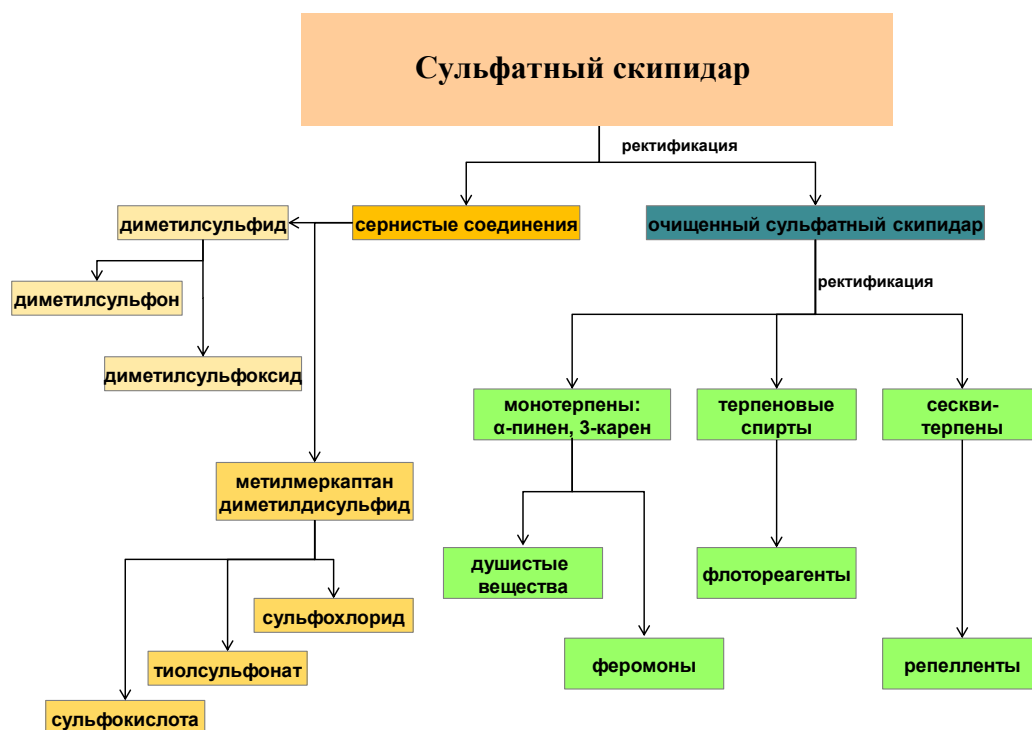 Сульфатный скипидар
ректификация
диметилсульфид
сернистые соединения
очищенный сульфатный скипидар
ректификация
диметилсульфон
диметилсульфоксид
монотерпены:
α-пинен, 3-карен
терпеновые
спирты
сескви-
терпены
метилмеркаптан
диметилдисульфид
душистые
вещества
флотореагенты
сульфохлорид
тиолсульфонат
феромоны
репелленты
сульфокислота